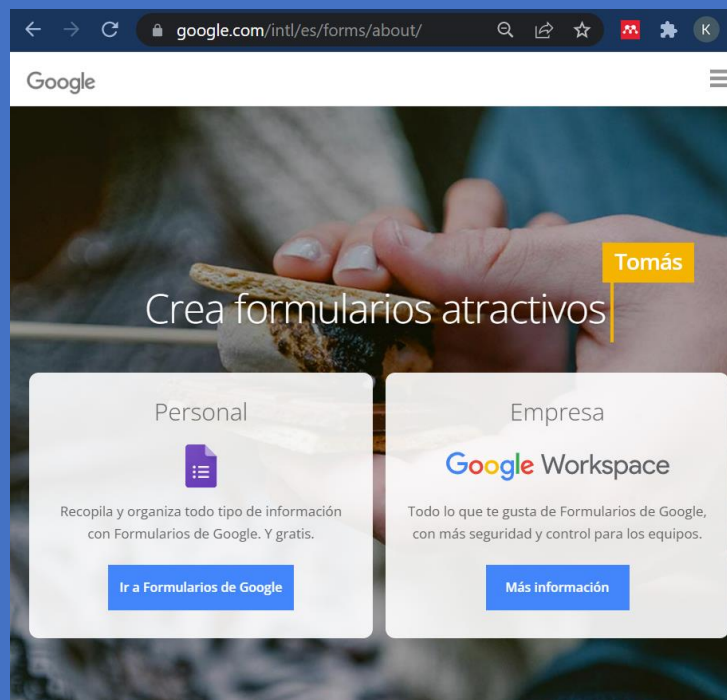 google.com/intl/es/forms/about/
K
Google
Tomás
Crea formularios atractivos
Personal
Recopila y organiza todo tipo de información
con Formularios de Google. Y gratis.
Ir a Formularios de Google
Empresa
Google Workspace
Todo lo que te gusta de Formularios de Google,
con más seguridad y control para los equipos.
Más información